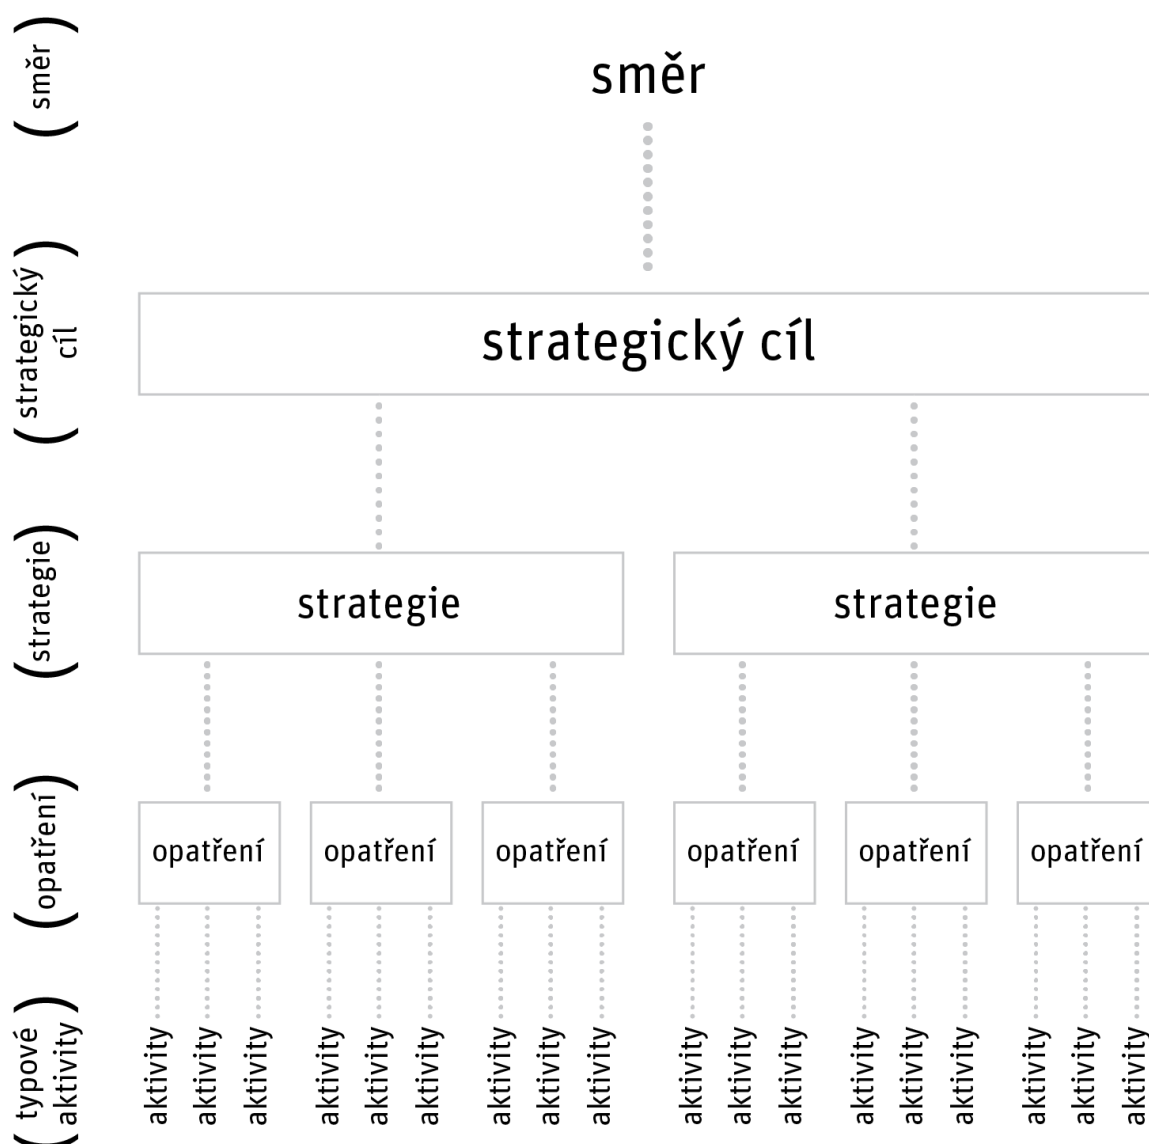 ( směr )
směr
( strategický
cíl )
strategický cíl
( strategie )
strategie strategie
( opatření )
opatření opatření opatření opatření opatření opatření
( typové
aktivity )
aktivity aktivity aktivity aktivity aktivity aktivity aktivity aktivity aktivity aktivity aktivity aktivity aktivity aktivity aktivity aktivity aktivity aktivity